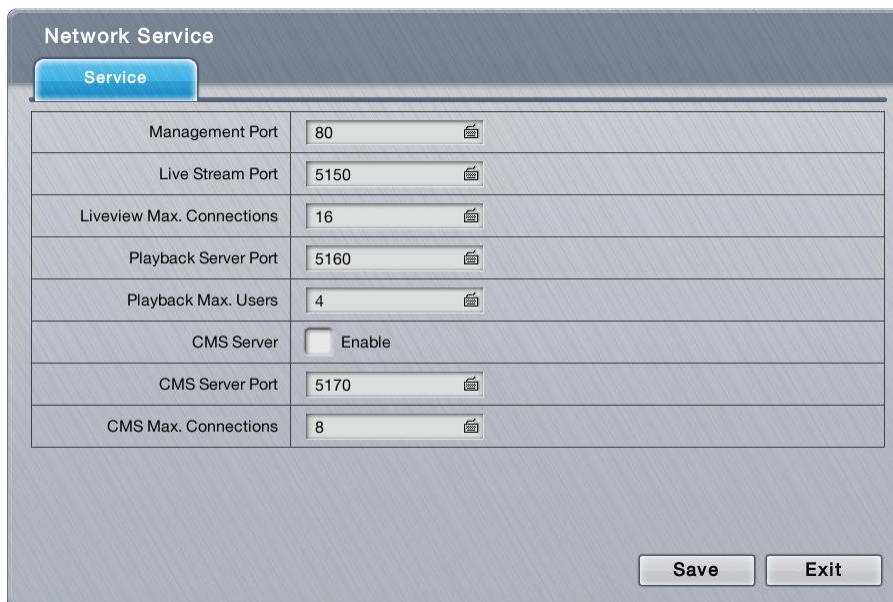 Network Service
Service
Management Port 80
Live Stream Port 5150
Liveview Max. Connections 16
Playback Server Port 5160
Playback Max. Users 4
CMS Server Enable
CMS Server Port 5170
CMS Max. Connections 8
Save Exit